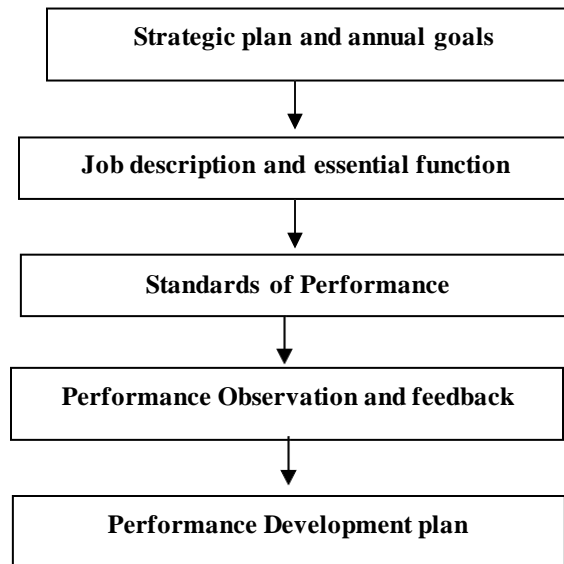 Strategic plan and annual goals
Job description and essential function
Standards of Performance
Performance Observation and feedback
Performance Development plan